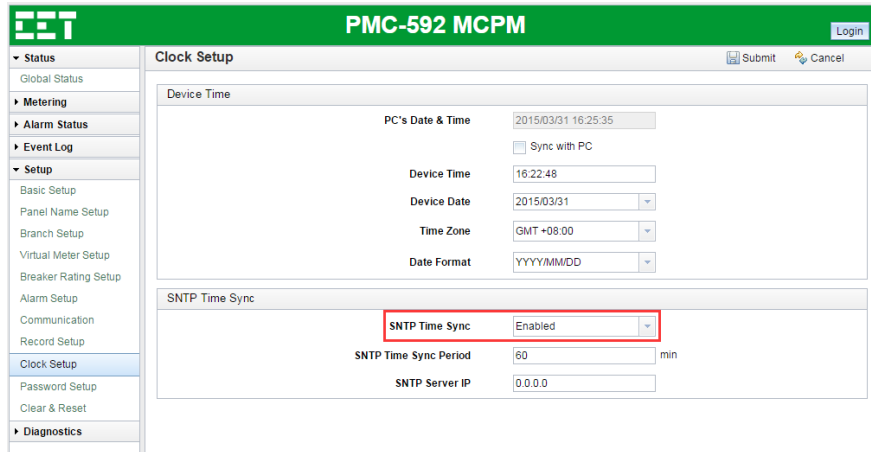 CET
PMC-592 MCPM
Login
Status
Global Status
Metering
Alarm Status
Event Log
Setup
Basic Setup
Panel Name Setup
Branch Setup
Virtual Meter Setup
Breaker Rating Setup
Alarm Setup
Communication
Record Setup
Clock Setup
Password Setup
Clear & Reset
Diagnostics
Clock Setup
Submit Cancel
Device Time
PC's Date & Time 2015/03/31 16:25:35
Sync with PC
Device Time 16:22:48
Device Date 2015/03/31
Time Zone GMT +08:00
Date Format YYYY/MM/DD
SNTP Time Sync
SNTP Time Sync Enabled
SNTP Time Sync Period 60 min
SNTP Server IP 0.0.0.0